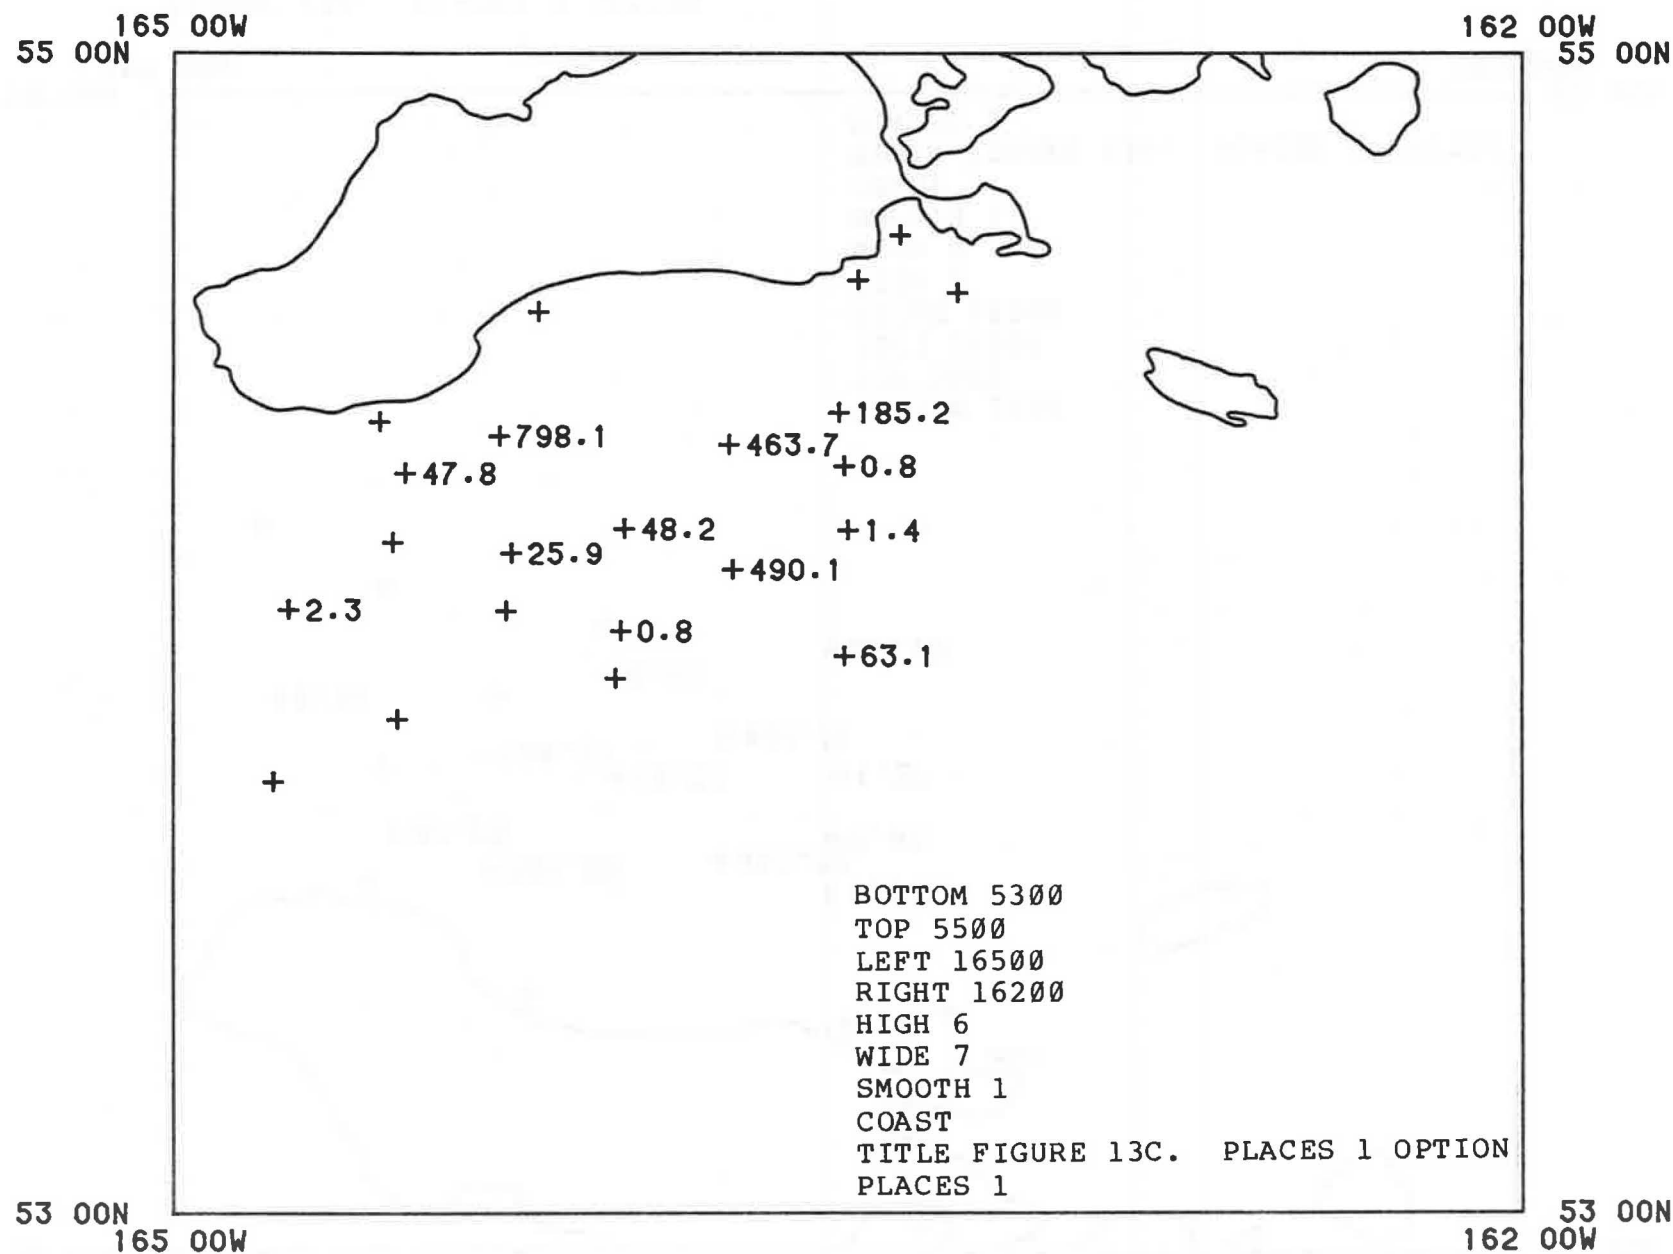 165 00W
162 00W
55 00N
55 00N
+185.2
+798.1
+463.7
+0.8
+47.8
+48.2
+1.4
+25.9
+490.1
+2.3
+0.8
+63.1
BOTTOM 5300
TOP 5500
LEFT 16500
RIGHT 16200
HIGH 6
WIDE 7
SMOOTH 1
COAST
TITLE FIGURE 13C. PLACES 1 OPTION
PLACES 1
53 00N
53 00N
165 00W
162 00W